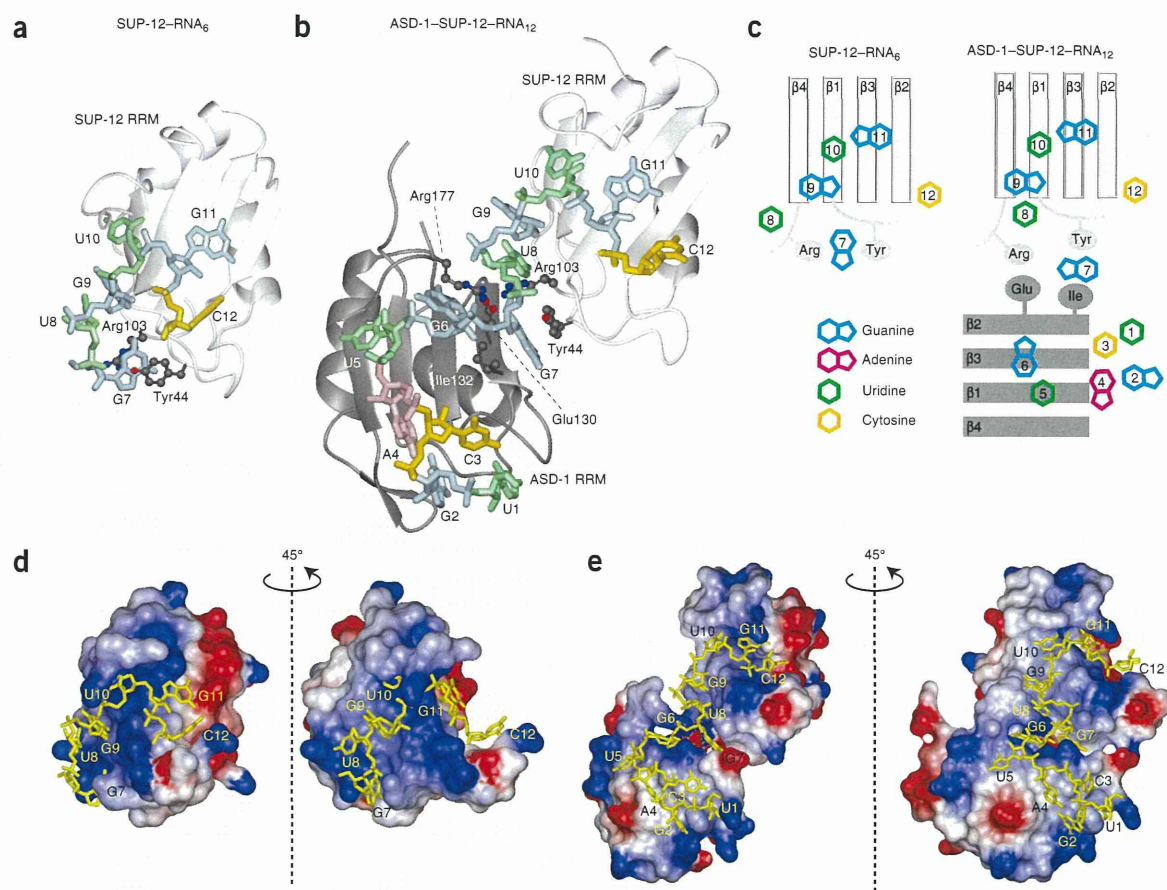 a
SUP-12–RNA6
SUP-12 RRM
U10
G11
G9
U8
C12
Arg103
G7
Tyr44
b
ASD-1–SUP-12–RNA12
SUP-12 RRM
Arg177
U10
G11
G9
U8
Arg103
C12
G6
U5
Tyr44
G7
Ile132
Glu130
A4
C3
ASD-1 RRM
G2
U1
c
SUP-12–RNA6
β4 β1 β3 β2
11
10
9
12
8
7
Arg
Tyr
ASD-1–SUP-12–RNA12
β4 β1 β3 β2
11
10
9
12
8
Tyr
Arg
7
Glu
Ile
β2
1
3
β3
6
4
2
β1
5
β4
Guanine
Adenine
Uridine
Cytosine
d
45°
U10
G11
U8
G9
C12
G7
U10
G9
G11
C12
U8
G7
e
45°
U10
G11
G9
C12
G6
U8
U5
G7
A4
C3
U1
G2
G11
U10
C12
G9
U8
G6
G7
U5
C3
A4
U1
G2